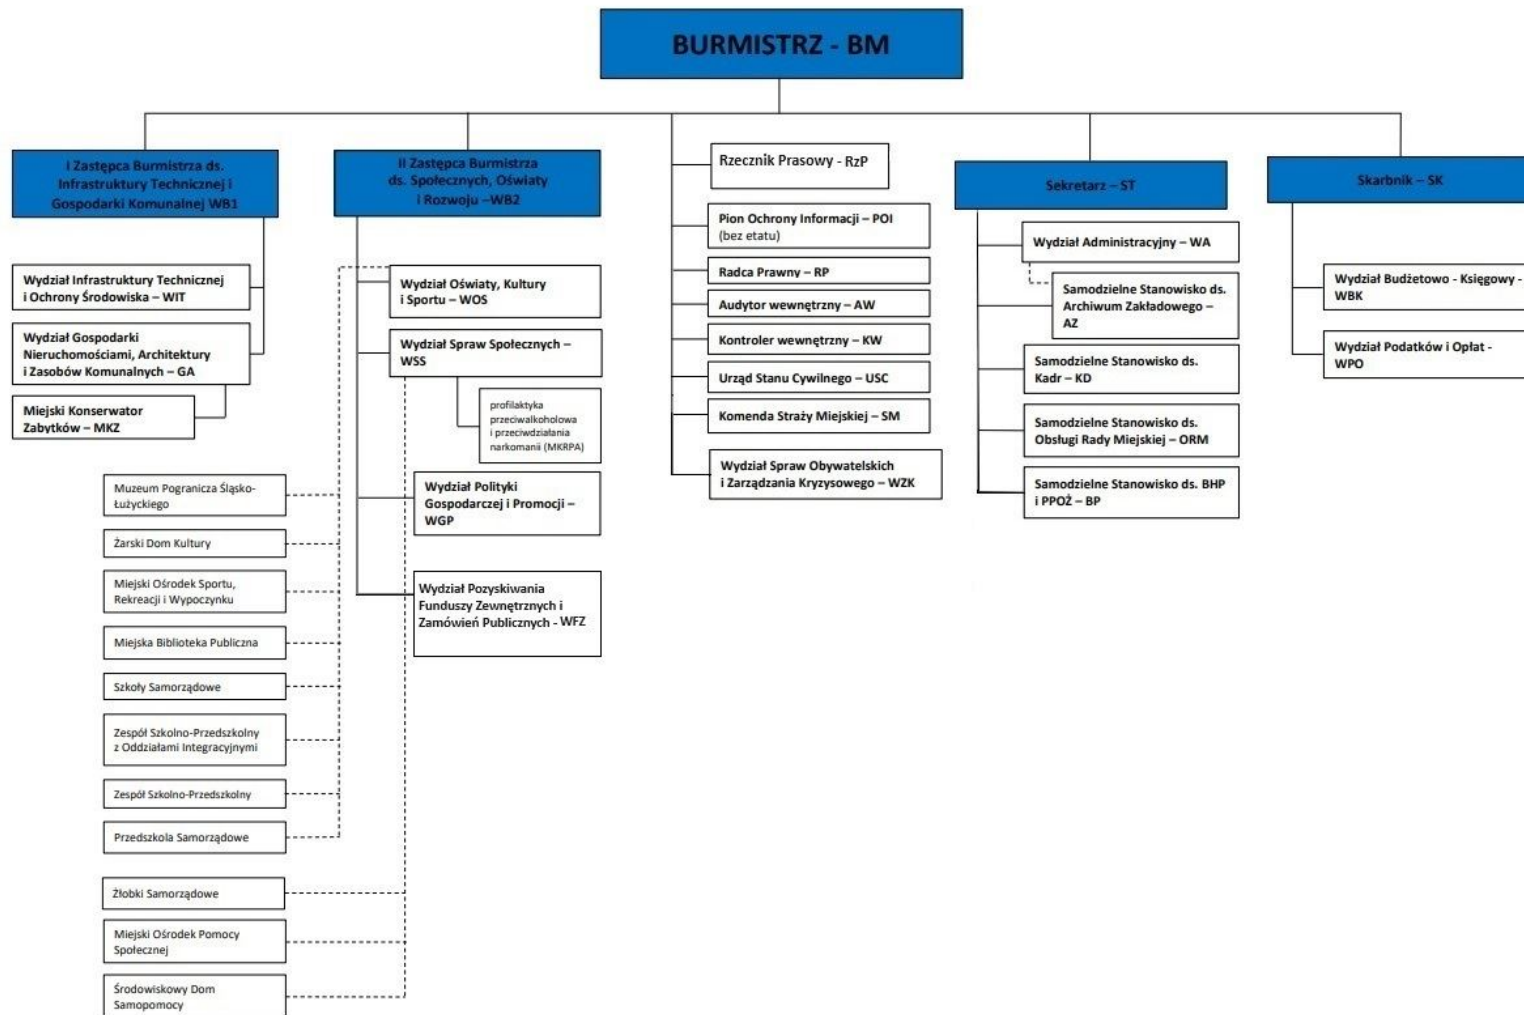 BURMISTRZ - BM
I Zastępca Burmistrza ds.
Infrastruktury Technicznej i
Gospodarki Komunalnej WB1
Wydział Infrastruktury Technicznej
i Ochrony Środowiska – WIT
Wydział Gospodarki
Nieruchomościami, Architektury
i Zasobów Komunalnych – GA
Miejski Konserwator
Zabytków – MKZ
II Zastępca Burmistrza
ds. Społecznych, Oświaty
i Rozwoju –WB2
Wydział Oświaty, Kultury
i Sportu – WOS
Wydział Spraw Społecznych –
WSS
profilaktyka
przeciwalkoholowa
i przeciwdziałania
narkomanii (MKRPA)
Wydział Polityki
Gospodarczej i Promocji –
WGP
Wydział Pozyskiwania
Funduszy Zewnętrznych i
Zamówień Publicznych - WFZ
Muzeum Pogranicza Śląsko-
Łużyckiego
Żarski Dom Kultury
Miejski Ośrodek Sportu,
Rekreacji i Wypoczynku
Miejska Biblioteka Publiczna
Szkoły Samorządowe
Zespół Szkolno-Przedszkolny
z Oddziałami Integracyjnymi
Zespół Szkolno-Przedszkolny
Przedszkola Samorządowe
Żłobki Samorządowe
Miejski Ośrodek Pomocy
Społecznej
Środowiskowy Dom
Samopomocy
Rzecznik Prasowy - RzP
Pion Ochrony Informacji – POI
(bez etatu)
Radca Prawny – RP
Audytor wewnętrzny – AW
Kontroler wewnętrzny – KW
Urząd Stanu Cywilnego – USC
Komenda Straży Miejskiej – SM
Wydział Spraw Obywatelskich
i Zarządzania Kryzysowego – WZK
Sekretarz – ST
Wydział Administracyjny – WA
Samodzielne Stanowisko ds.
Archiwum Zakładowego –
AZ
Samodzielne Stanowisko ds.
Kadr – KD
Samodzielne Stanowisko ds.
Obsługi Rady Miejskiej – ORM
Samodzielne Stanowisko ds. BHP
i PPOŻ – BP
Skarbnik – SK
Wydział Budżetowo - Księgowy -
WBK
Wydział Podatków i Opłat -
WPO